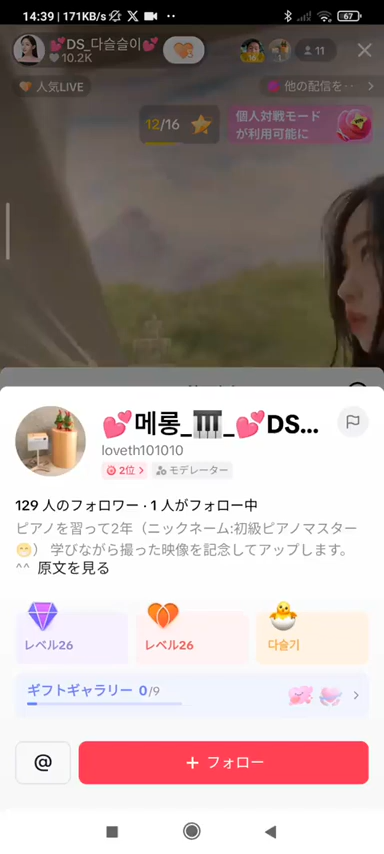 14:39 | 171KB/s
67
💕DS_다슬슬이💕
10.2K
11
人気LIVE
他の配信を··
12/16
個人対戦モード
が利用可能に
💕메롱_🎹_💕DS...
loveth101010
2位
モデレーター
129 人のフォロワー · 1 人がフォロー中
ピアノを習って2年（ニックネーム:初級ピアノマスター
😁） 学びながら撮った映像を記念してアップします。
^^ 原文を見る
レベル26
レベル26
다슬기
ギフトギャラリー 0/9
@
+ フォロー